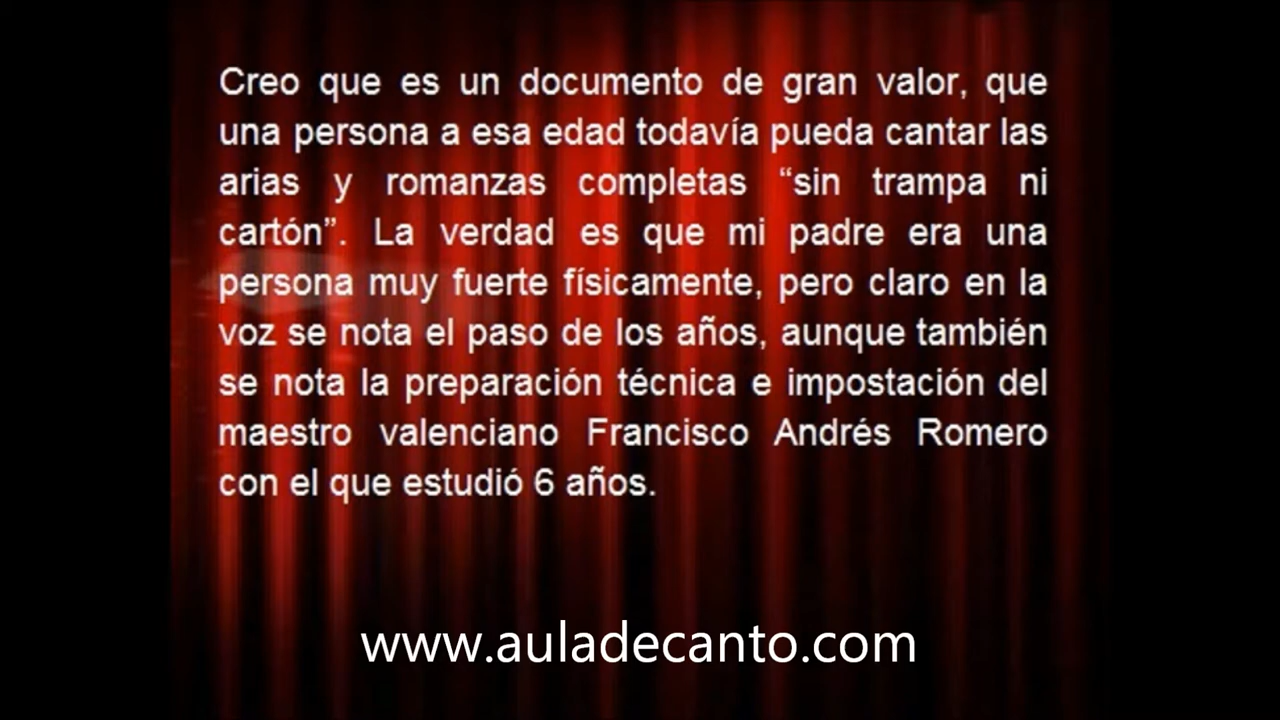 Creo que es un documento de gran valor, que
una persona a esa edad todavía pueda cantar las
arias y romanzas completas “sin trampa ni
cartón”. La verdad es que mi padre era una
persona muy fuerte físicamente, pero claro en la
voz se nota el paso de los años, aunque también
se nota la preparación técnica e impostación del
maestro valenciano Francisco Andrés Romero
con el que estudió 6 años.
www.auladecanto.com